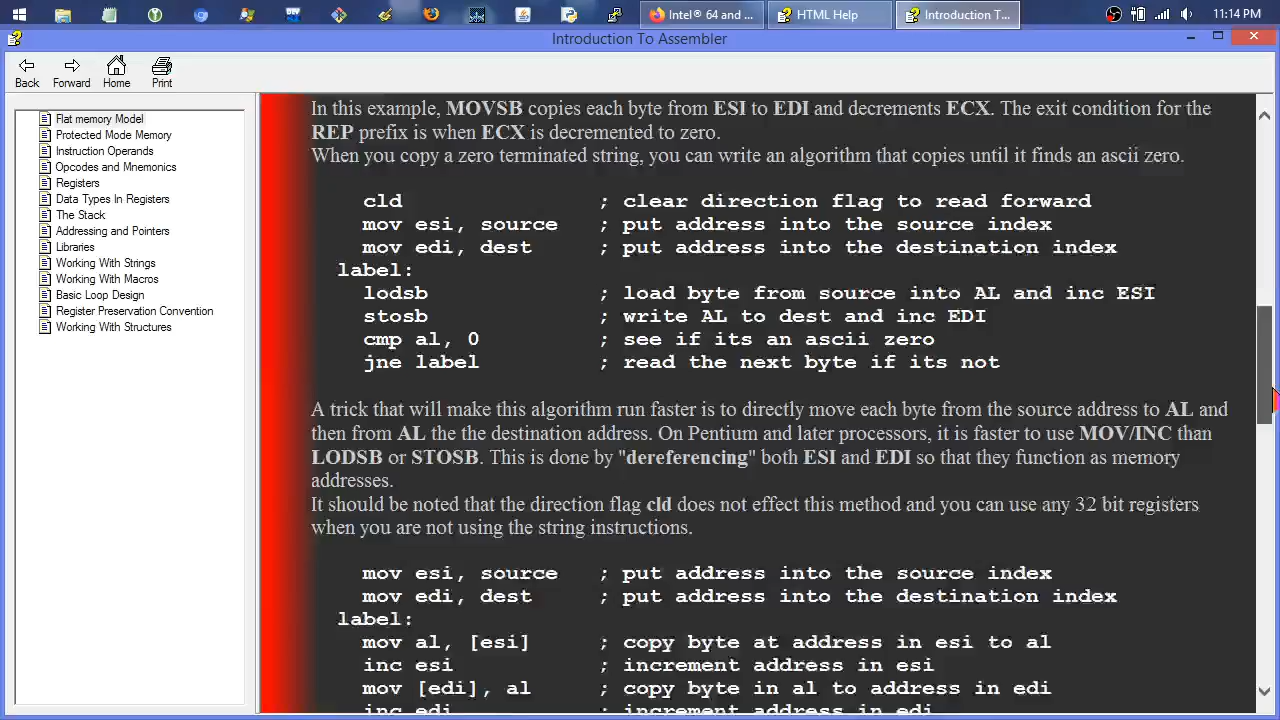 Intel® 64 and ...
HTML Help
Introduction T...
11:14 PM
Introduction To Assembler
Back
Forward
Home
Print
Flat memory Model
Protected Mode Memory
Instruction Operands
Opcodes and Mnemonics
Registers
Data Types In Registers
The Stack
Addressing and Pointers
Libraries
Working With Strings
Working With Macros
Basic Loop Design
Register Preservation Convention
Working With Structures
In this example, MOVSB copies each byte from ESI to EDI and decrements ECX. The exit condition for the
REP prefix is when ECX is decremented to zero.
When you copy a zero terminated string, you can write an algorithm that copies until it finds an ascii zero.
cld ; clear direction flag to read forward
mov esi, source ; put address into the source index
mov edi, dest ; put address into the destination index
label:
lodsb ; load byte from source into AL and inc ESI
stosb ; write AL to dest and inc EDI
cmp al, 0 ; see if its an ascii zero
jne label ; read the next byte if its not
A trick that will make this algorithm run faster is to directly move each byte from the source address to AL and
then from AL the the destination address. On Pentium and later processors, it is faster to use MOV/INC than
LODSB or STOSB. This is done by "dereferencing" both ESI and EDI so that they function as memory
addresses.
It should be noted that the direction flag cld does not effect this method and you can use any 32 bit registers
when you are not using the string instructions.
mov esi, source ; put address into the source index
mov edi, dest ; put address into the destination index
label:
mov al, [esi] ; copy byte at address in esi to al
inc esi ; increment address in esi
mov [edi], al ; copy byte in al to address in edi
inc edi ; increment address in edi